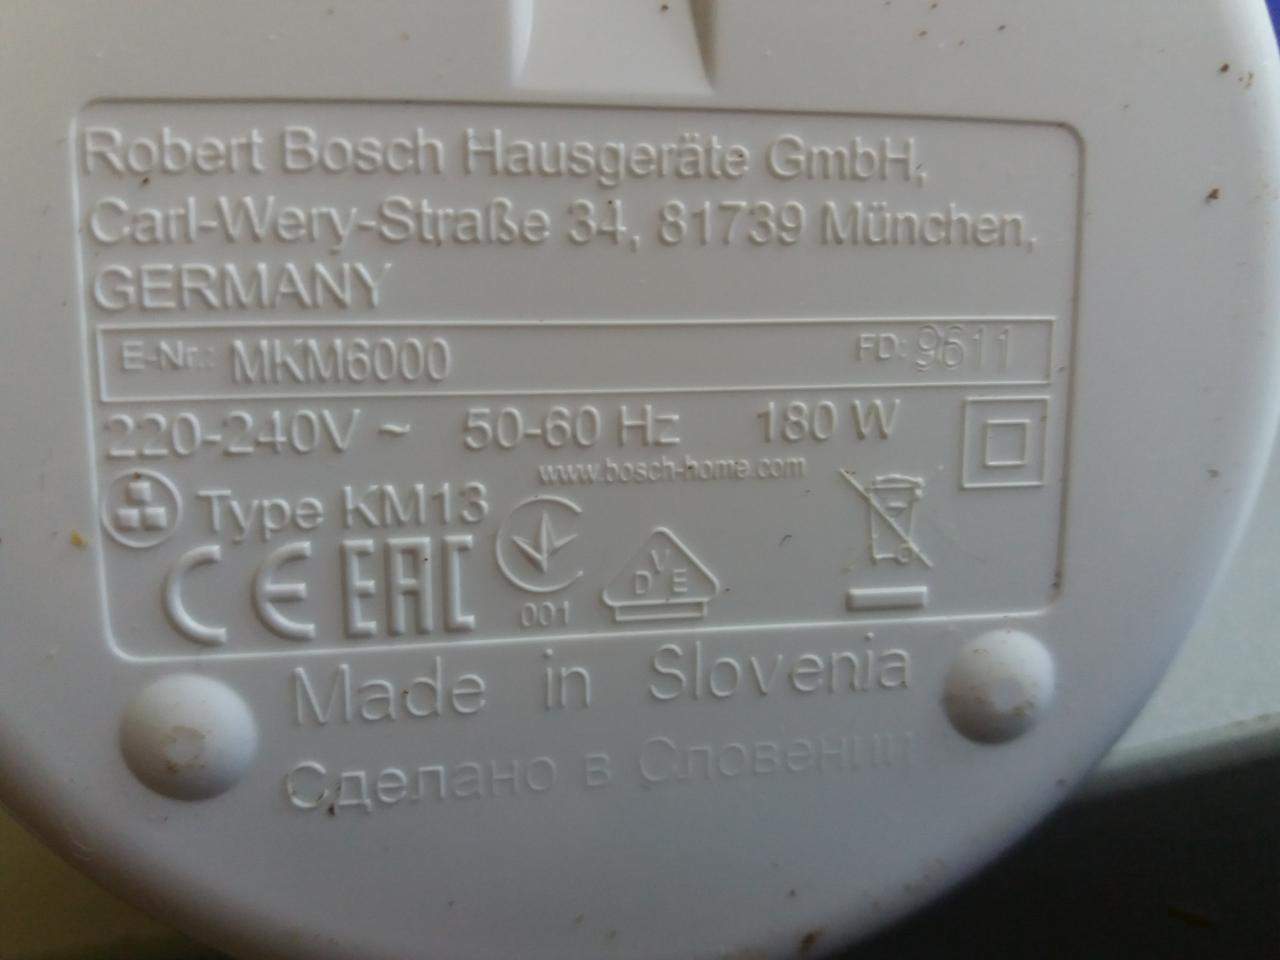 Robert Bosch Hausgeräte GmbH,
Carl-Wery-Straße 34, 81739 München,
GERMANY
E-Nr.: MKM6000 FD: 9611
220-240V ~ 50-60 Hz 180 W
www.bosch-home.com
Type KM13
CE EAC 001 VDE
Made in Slovenia
Сделано в Словении